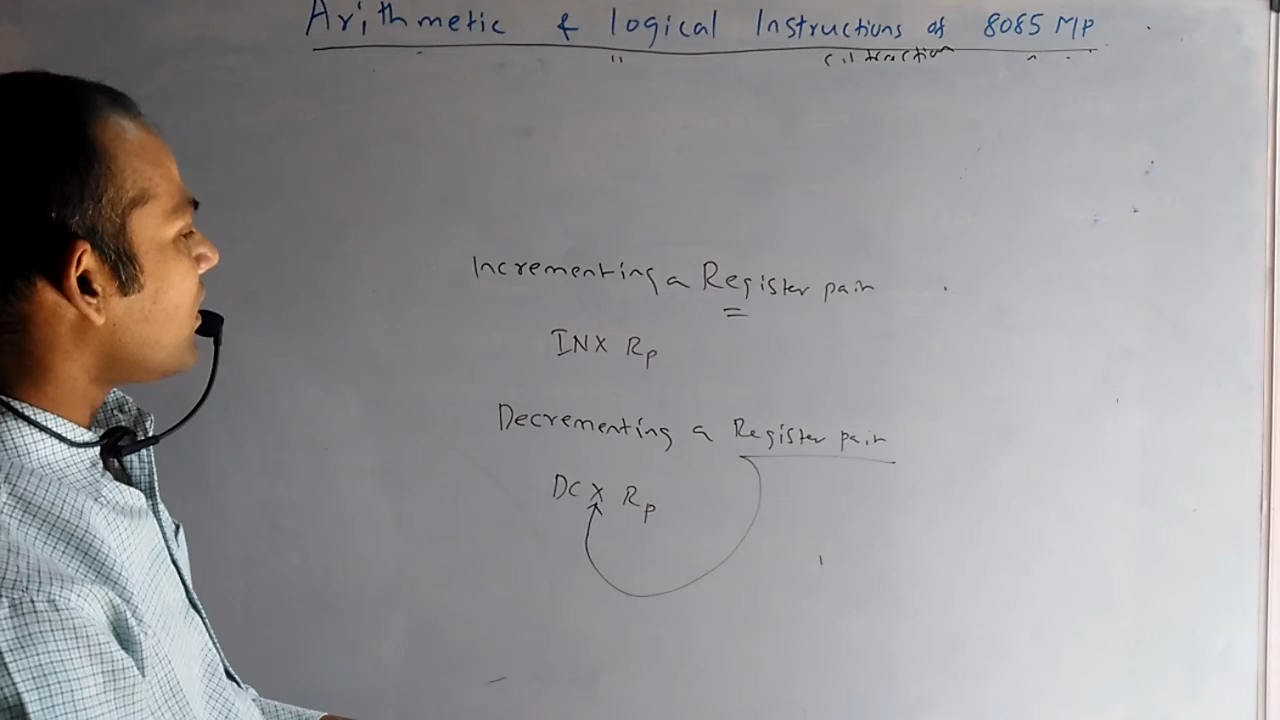 Arithmetic & logical Instructions of 8085 MP
Incrementing a Register pair
INX Rp
Decrementing a Register pair
DCX Rp